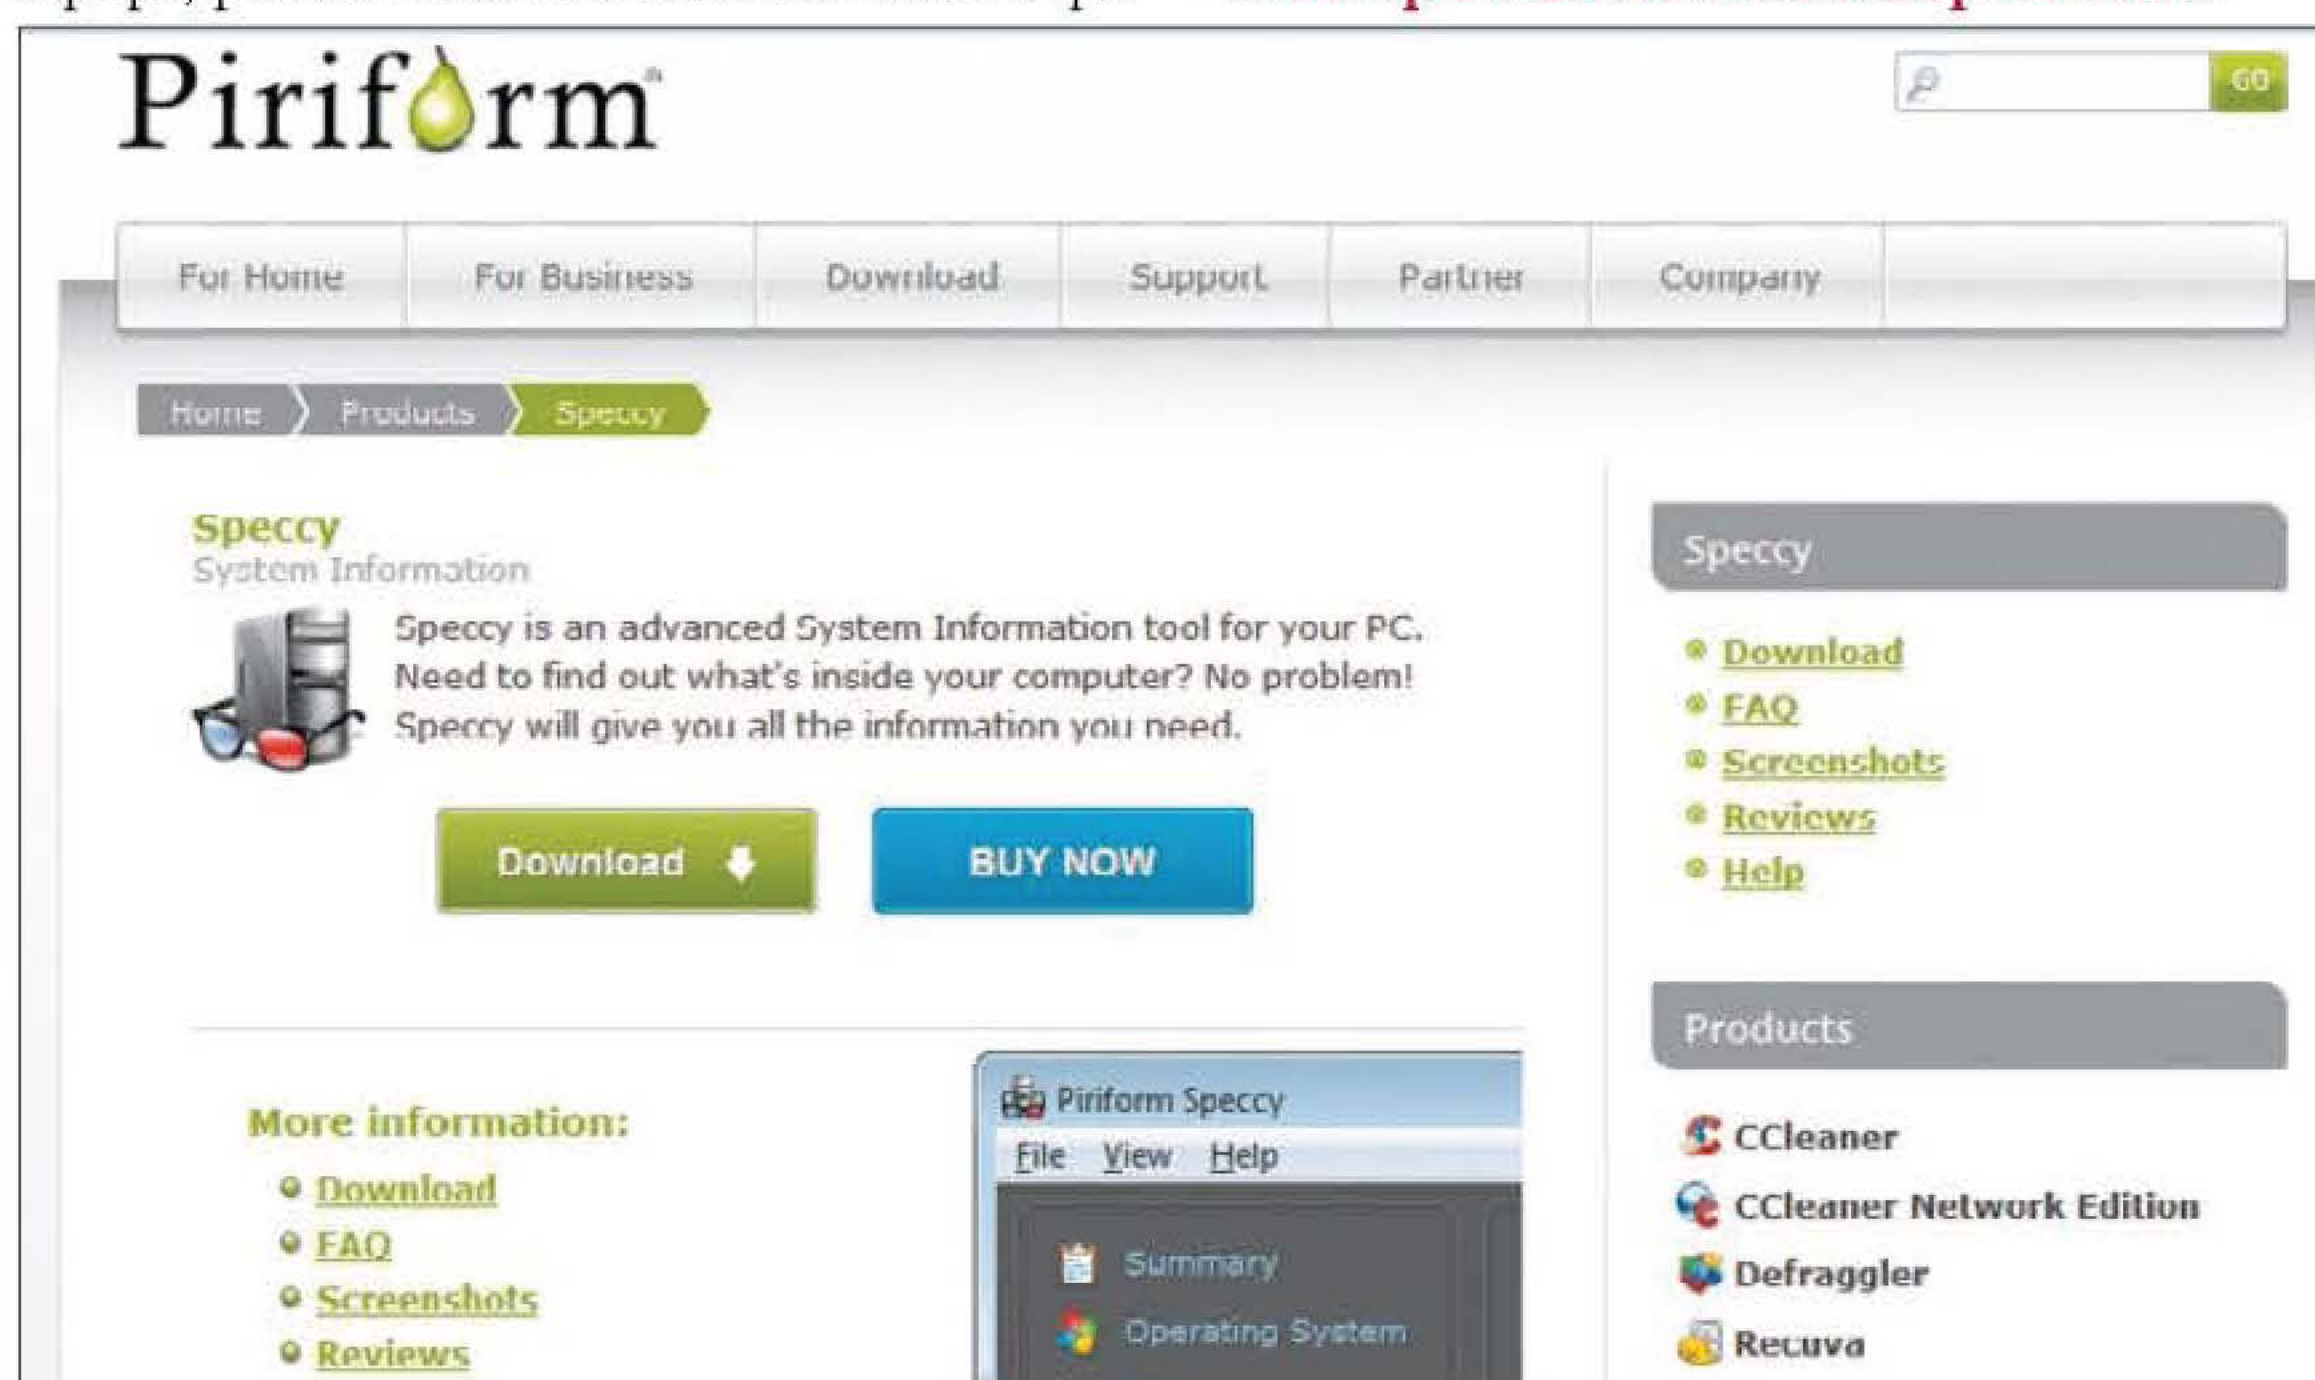 Piriform
GO
For Home
For Business
Download
Support
Partner
Company
Home
Products
Speccy
Speccy
System Information
Speccy is an advanced System Information tool for your PC.
Need to find out what's inside your computer? No problem!
Speccy will give you all the information you need.
Download
BUY NOW
More information:
Download
FAQ
Screenshots
Reviews
Piriform Speccy
File View Help
Summary
Operating System
Speccy
Download
FAQ
Screenshots
Reviews
Help
Products
CCleaner
CCleaner Network Edition
Defraggler
Recuva